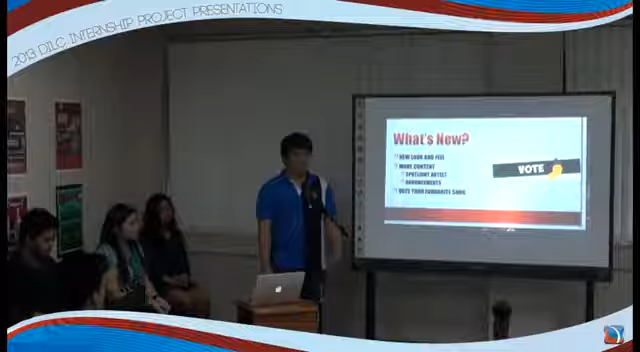 2013 DILC INTERNSHIP PROJECT PRESENTATIONS
What's New?
NEW LOOK AND FEEL
MORE CONTENT
SPOTLIGHT ARTIST
ANNOUNCEMENTS
VOTE YOUR FAVOURITE SONG
VOTE